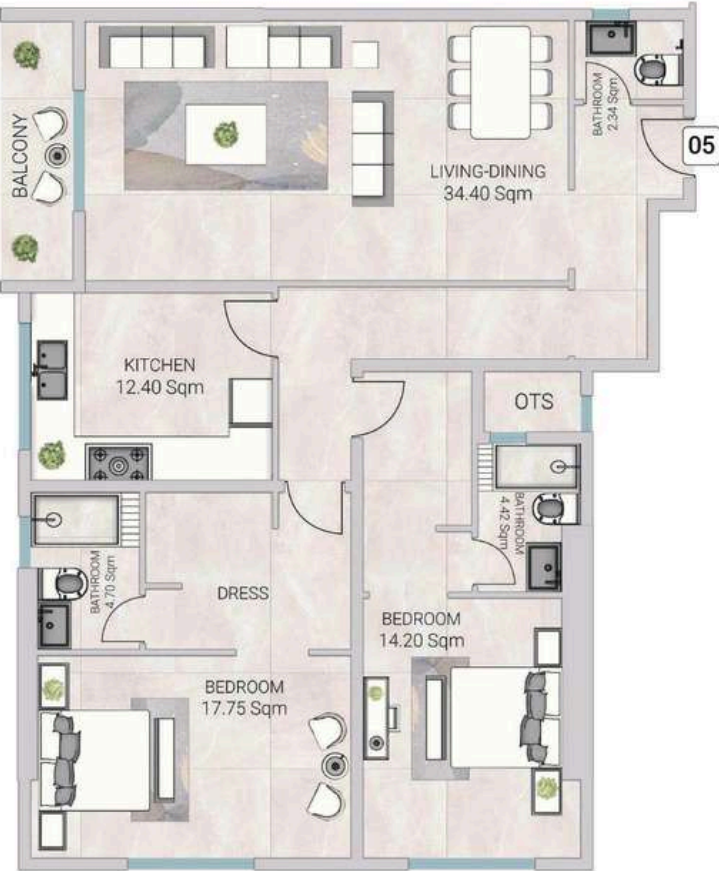 05
BALCONY
BATHROOM
2.34 Sqm
LIVING-DINING
34.40 Sqm
KITCHEN
12.40 Sqm
OTS
BATHROOM
4.42 Sqm
BATHROOM
4.70 Sqm
DRESS
BEDROOM
14.20 Sqm
BEDROOM
17.75 Sqm